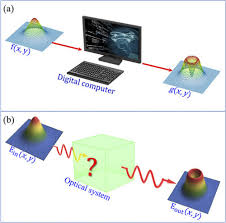 (a)
f(x, y)
Digital computer
g(x, y)
(b)
E_in(x,y)
?
Optical system
E_out(x,y)